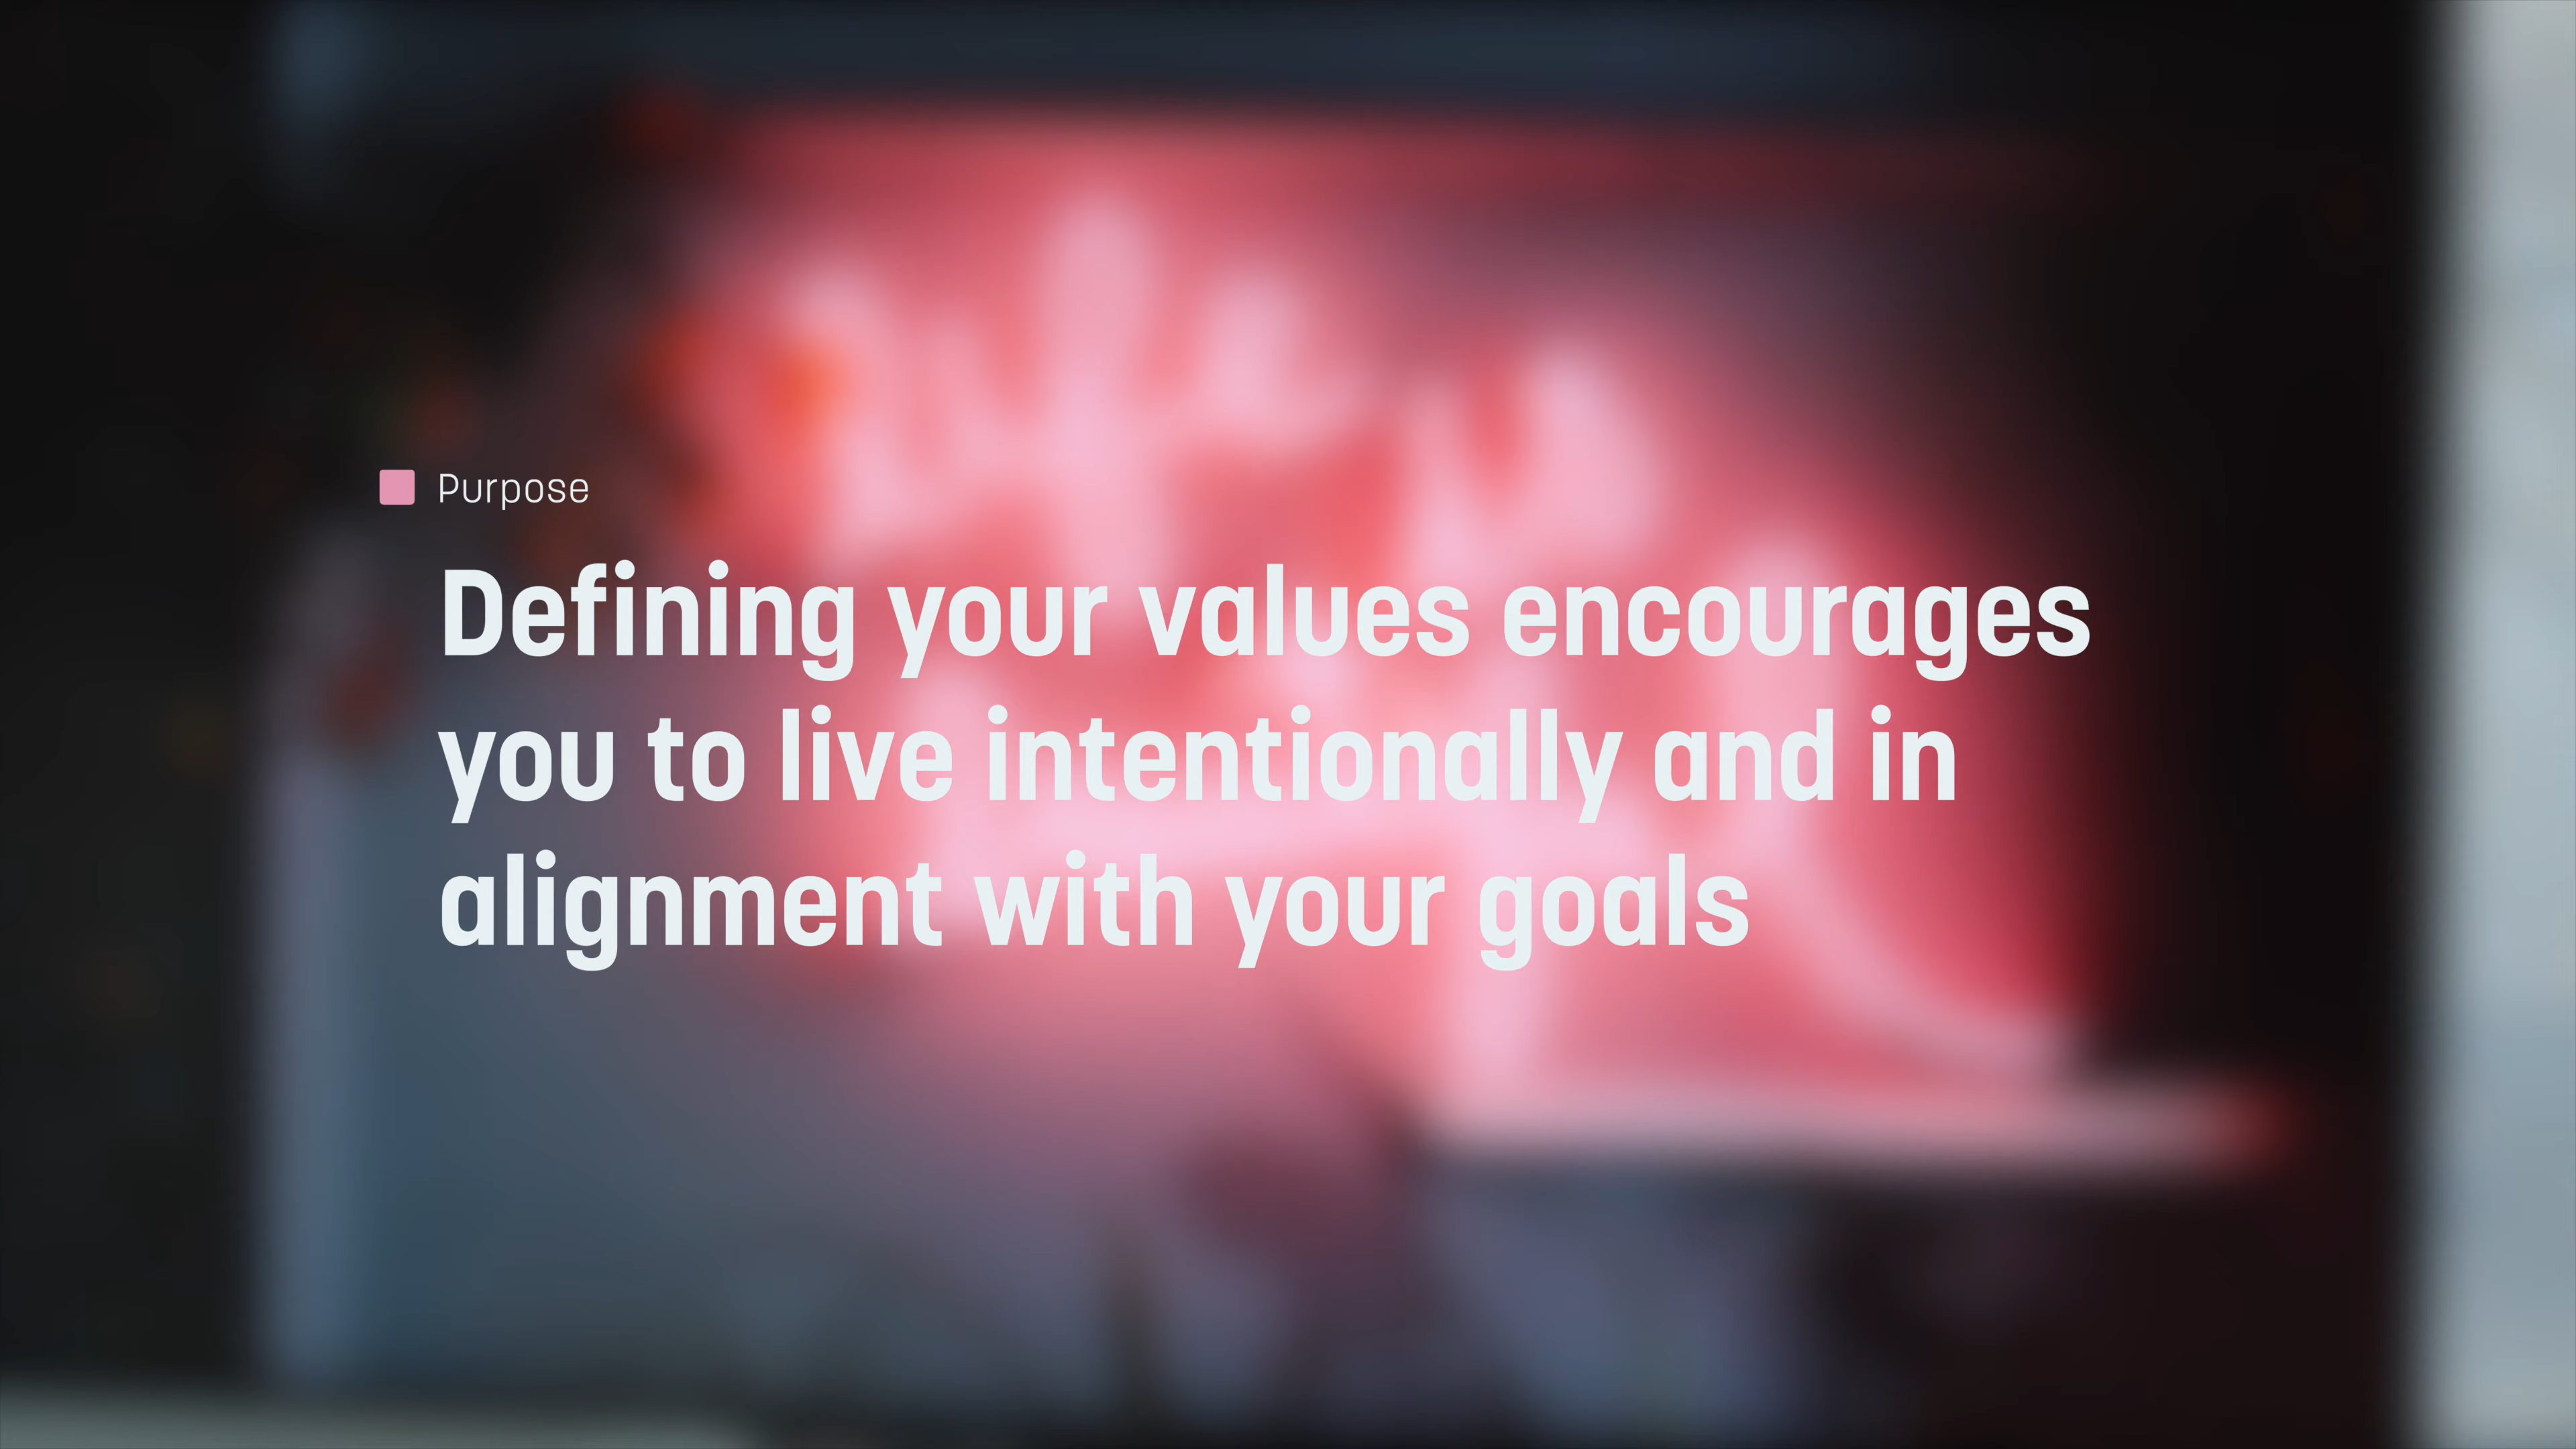 Purpose
Defining your values encourages
you to live intentionally and in
alignment with your goals